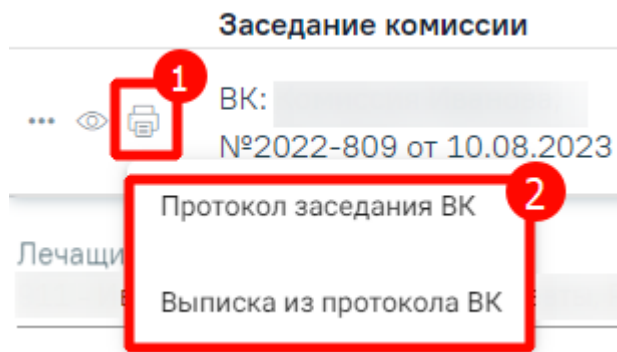 Заседание комиссии
1
ВК:
№2022-809 от 10.08.2023
2
Протокол заседания ВК
Лечащи
Выписка из протокола ВК